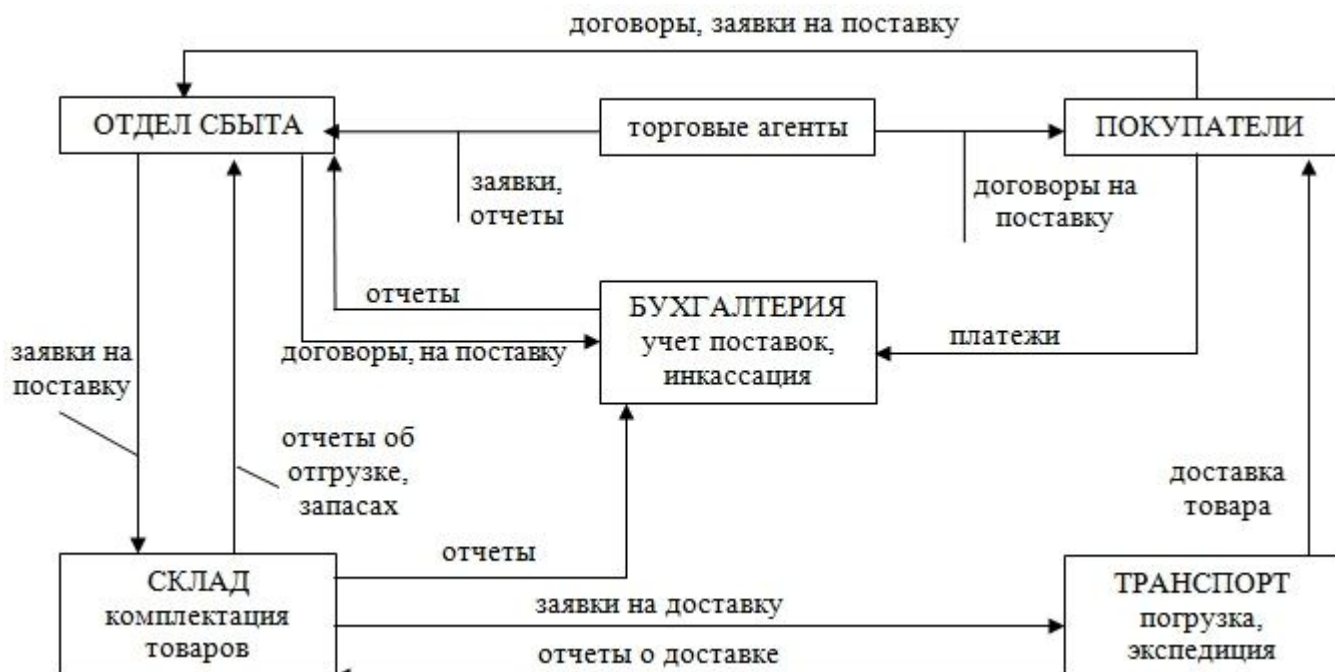 договоры, заявки на поставку
ОТДЕЛ СБЫТА
торговые агенты
ПОКУПАТЕЛИ
заявки,
отчеты
договоры на
поставку
отчеты
БУХГАЛТЕРИЯ
учет поставок,
инкассация
платежи
договоры, на поставку
заявки на
поставку
отчеты об
отгрузке,
запасах
доставка
товара
отчеты
СКЛАД
комплектация
товаров
заявки на доставку
ТРАНСПОРТ
погрузка,
экспедиция
отчеты о доставке